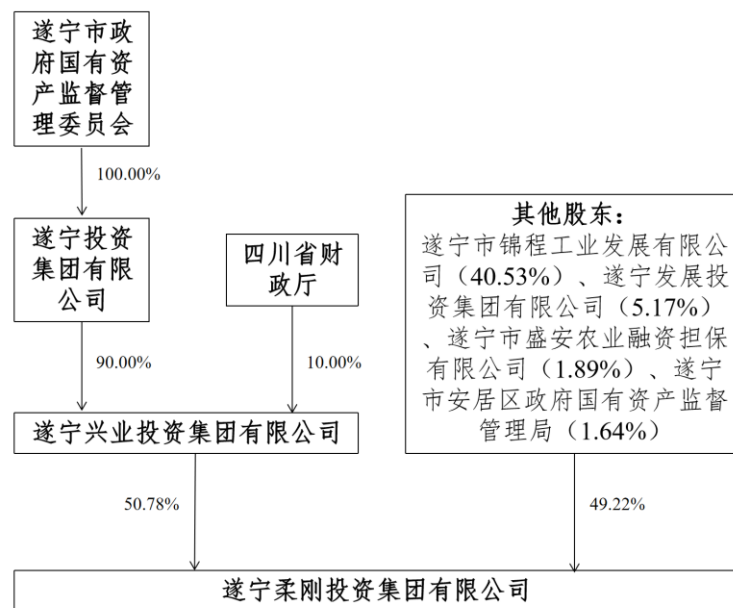 遂宁市政
府国有资
产监督管
理委员会
100.00%
遂宁投资
集团有限
公司
四川省财
政厅
其他股东：
遂宁市锦程工业发展有限公
司（40.53%）、遂宁发展投
资集团有限公司（5.17%）
、遂宁市盛安农业融资担保
有限公司（1.89%）、遂宁
市安居区政府国有资产监督
管理局（1.64%）
90.00%
10.00%
遂宁兴业投资集团有限公司
50.78%
49.22%
遂宁柔刚投资集团有限公司